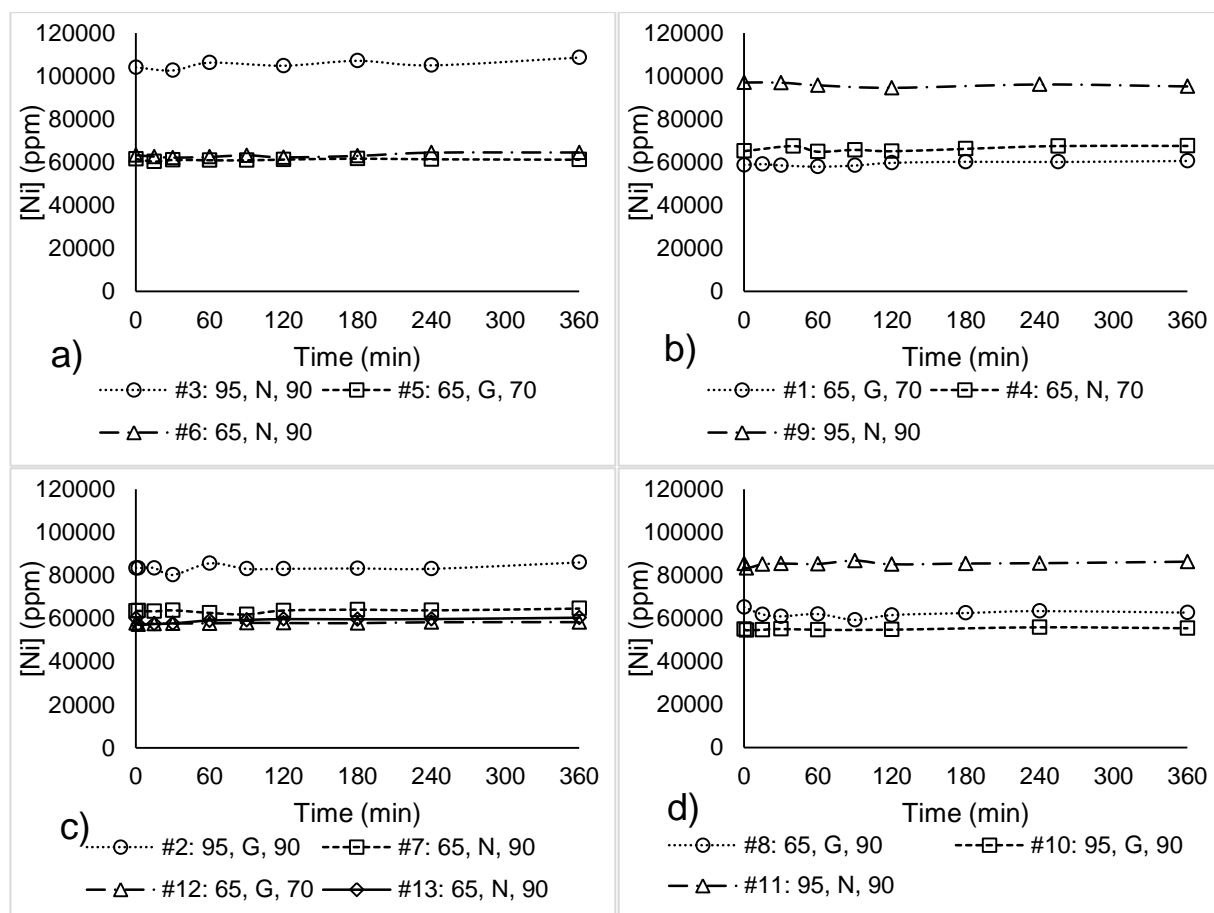 120000
100000
80000
60000
40000
20000
0
[Ni] (ppm)
0 60 120 180 240 300 360
Time (min)
a)
#3: 95, N, 90 #5: 65, G, 70
#6: 65, N, 90
120000
100000
80000
60000
40000
20000
0
[Ni] (ppm)
0 60 120 180 240 300 360
Time (min)
b)
#1: 65, G, 70 #4: 65, N, 70
#9: 95, N, 90
120000
100000
80000
60000
40000
20000
0
[Ni] (ppm)
0 60 120 180 240 300 360
Time (min)
c)
#2: 95, G, 90 #7: 65, N, 90
#12: 65, G, 70 #13: 65, N, 90
120000
100000
80000
60000
40000
20000
0
[Ni] (ppm)
0 60 120 180 240 300 360
Time (min)
d)
#8: 65, G, 90 #10: 95, G, 90
#11: 95, N, 90